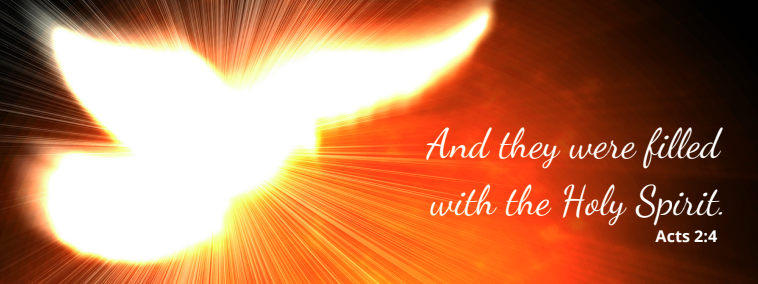 And they were filled
with the Holy Spirit.
Acts 2:4